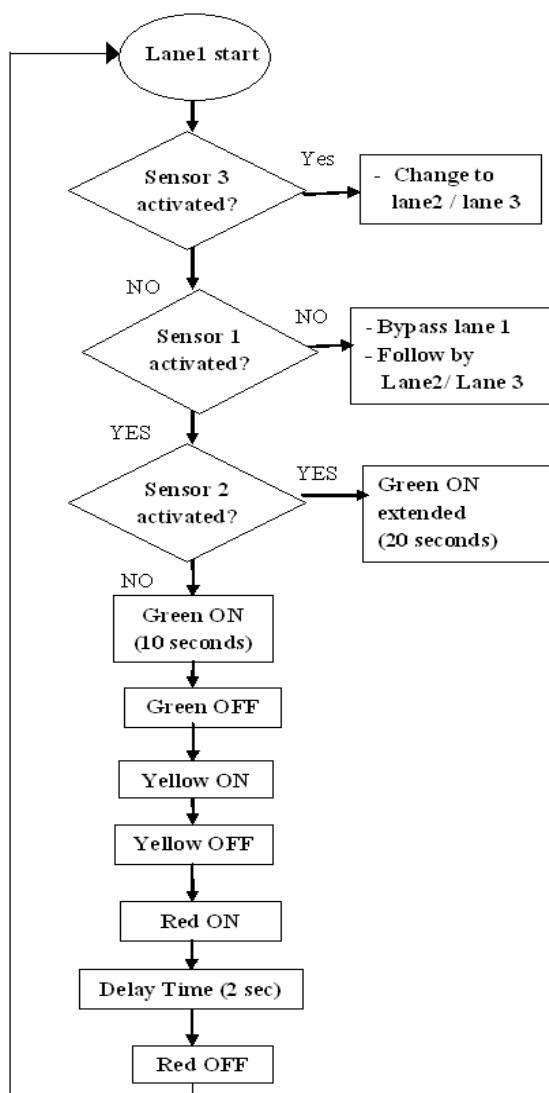 Lane1 start
Sensor 3
activated?
Yes
- Change to
lane2 / lane 3
NO
Sensor 1
activated?
NO
- Bypass lane 1
- Follow by
Lane2/ Lane 3
YES
Sensor 2
activated?
YES
Green ON
extended
(20 seconds)
NO
Green ON
(10 seconds)
Green OFF
Yellow ON
Yellow OFF
Red ON
Delay Time (2 sec)
Red OFF